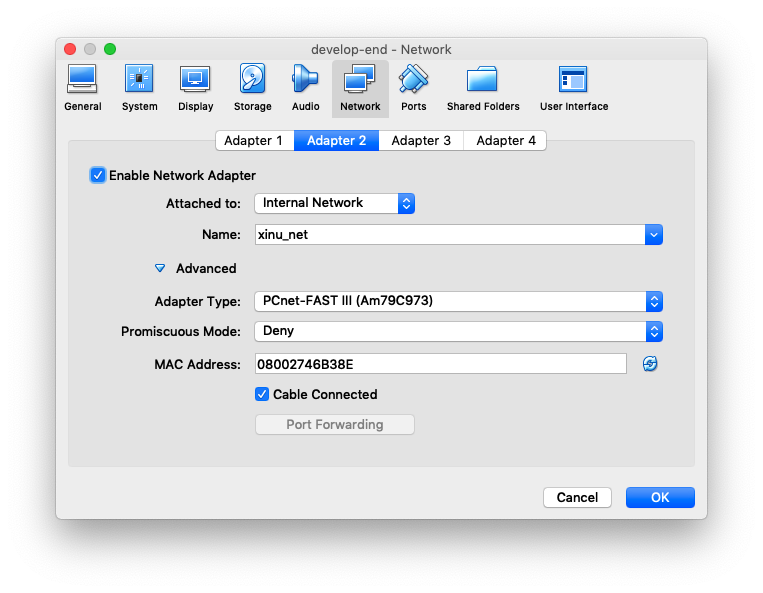 develop-end - Network
General System Display Storage Audio Network Ports Shared Folders User Interface
Adapter 1 Adapter 2 Adapter 3 Adapter 4
Enable Network Adapter
Attached to: Internal Network
Name: xinu_net
Advanced
Adapter Type: PCnet-FAST III (Am79C973)
Promiscuous Mode: Deny
MAC Address: 08002746B38E
Cable Connected
Port Forwarding
Cancel OK